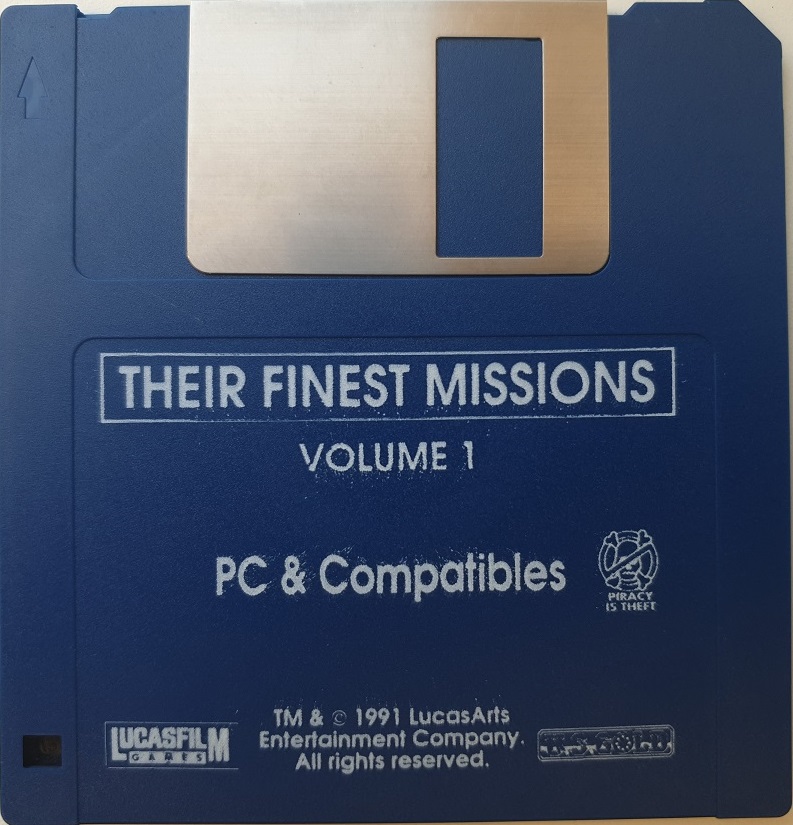 THEIR FINEST MISSIONS
VOLUME 1
PC & Compatibles
PIRACY
IS THEFT
TM & © 1991 LucasArts
Entertainment Company.
All rights reserved.
LUCASFILM
GAMES
U.S. GOLD